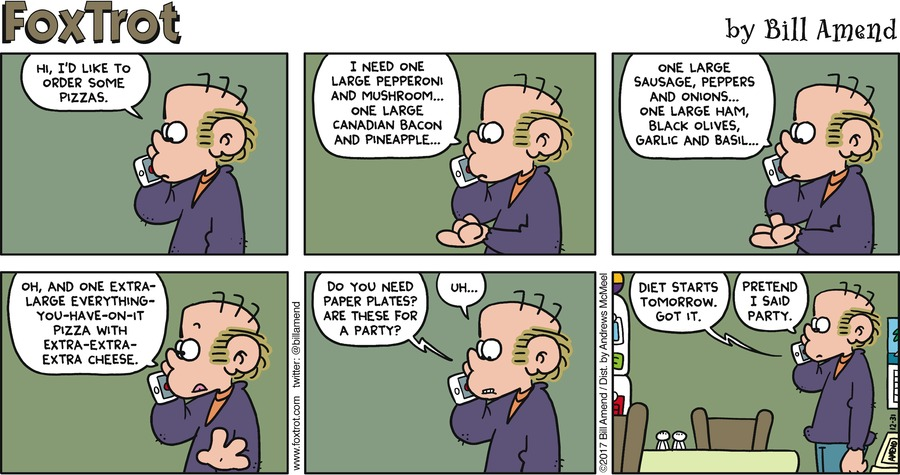 FOXTROT
by Bill Amend
HI, I'D LIKE TO
ORDER SOME
PIZZAS.
I NEED ONE
LARGE PEPPERONI
AND MUSHROOM...
ONE LARGE
CANADIAN BACON
AND PINEAPPLE...
ONE LARGE
SAUSAGE, PEPPERS
AND ONIONS...
ONE LARGE HAM,
BLACK OLIVES,
GARLIC AND BASIL...
OH, AND ONE EXTRA-
LARGE EVERYTHING-
YOU-HAVE-ON-IT
PIZZA WITH
EXTRA-EXTRA-
EXTRA CHEESE.
www.foxtrot.com twitter: @billamend
DO YOU NEED
PAPER PLATES?
ARE THESE FOR
A PARTY?
UH...
©2017 Bill Amend / Dist. by Andrews McMeel
DIET STARTS
TOMORROW.
GOT IT.
PRETEND
I SAID
PARTY.
AMEND 12-31